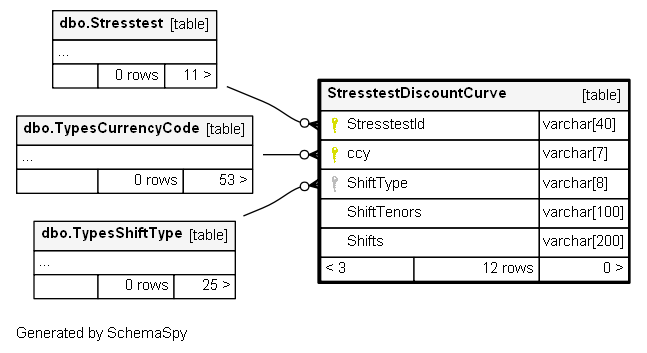 dbo.Stresstest [table]
...
0 rows 11 >
dbo.TypesCurrencyCode [table]
...
0 rows 53 >
dbo.TypesShiftType [table]
...
0 rows 25 >
StresstestDiscountCurve [table]
StresstestId varchar[40]
ccy varchar[7]
ShiftType varchar[8]
ShiftTenors varchar[100]
Shifts varchar[200]
< 3 12 rows 0 >
Generated by SchemaSpy